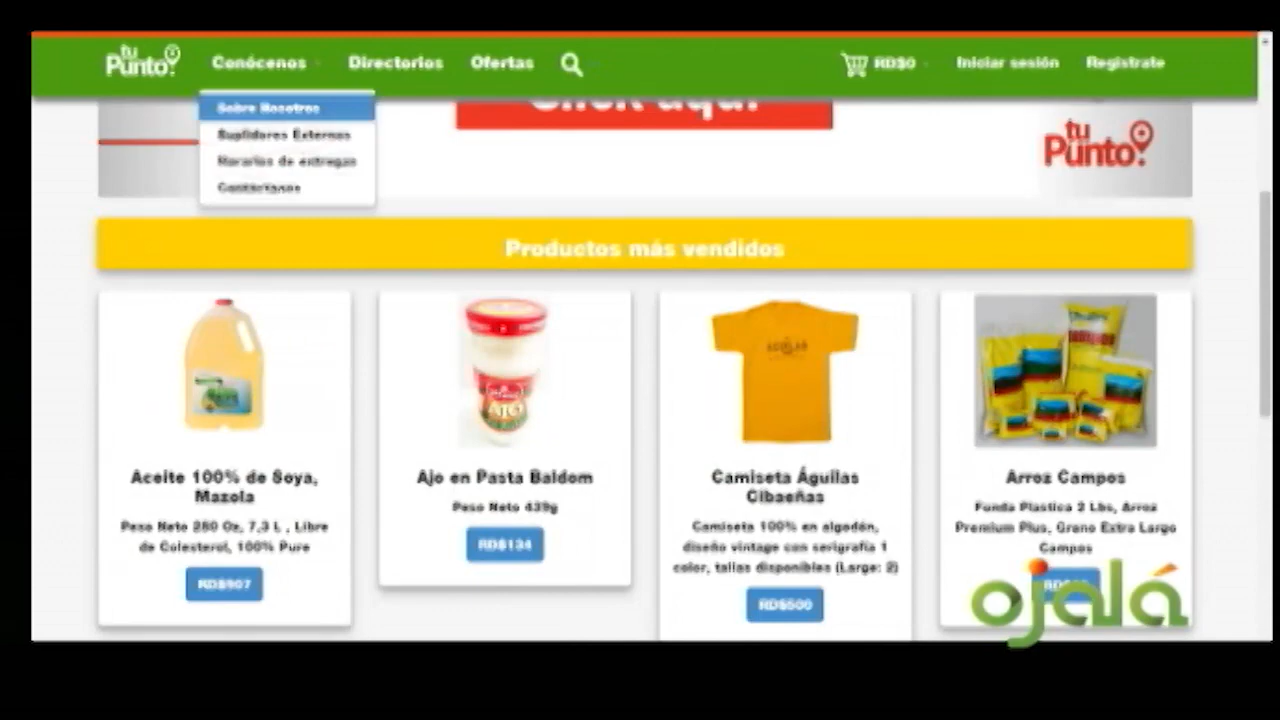 tu Punto! Conócenos Directorios Ofertas RD$0 Iniciar sesión Registrate
Click aquí
Sobre Nosotros
Suplidores Externos
Horarios de entregas
Contáctanos
tu
Punto!
Productos más vendidos
AJO
Aceite 100% de Soya,
Mazola
Peso Neto 280 Oz, 7,3 L , Libre
de Colesterol, 100% Pure
RD$907
Ajo en Pasta Baldom
Peso Neto 439g
RD$134
Camiseta Águilas
Cibaeñas
Camiseta 100% en algodón,
diseño vintage con serigrafía 1
color, tallas disponibles (Large: 2)
RD$500
Arroz Campos
Funda Plastica 2 Lbs, Arroz
Premium Plus, Grano Extra Largo
Campos
ojalá